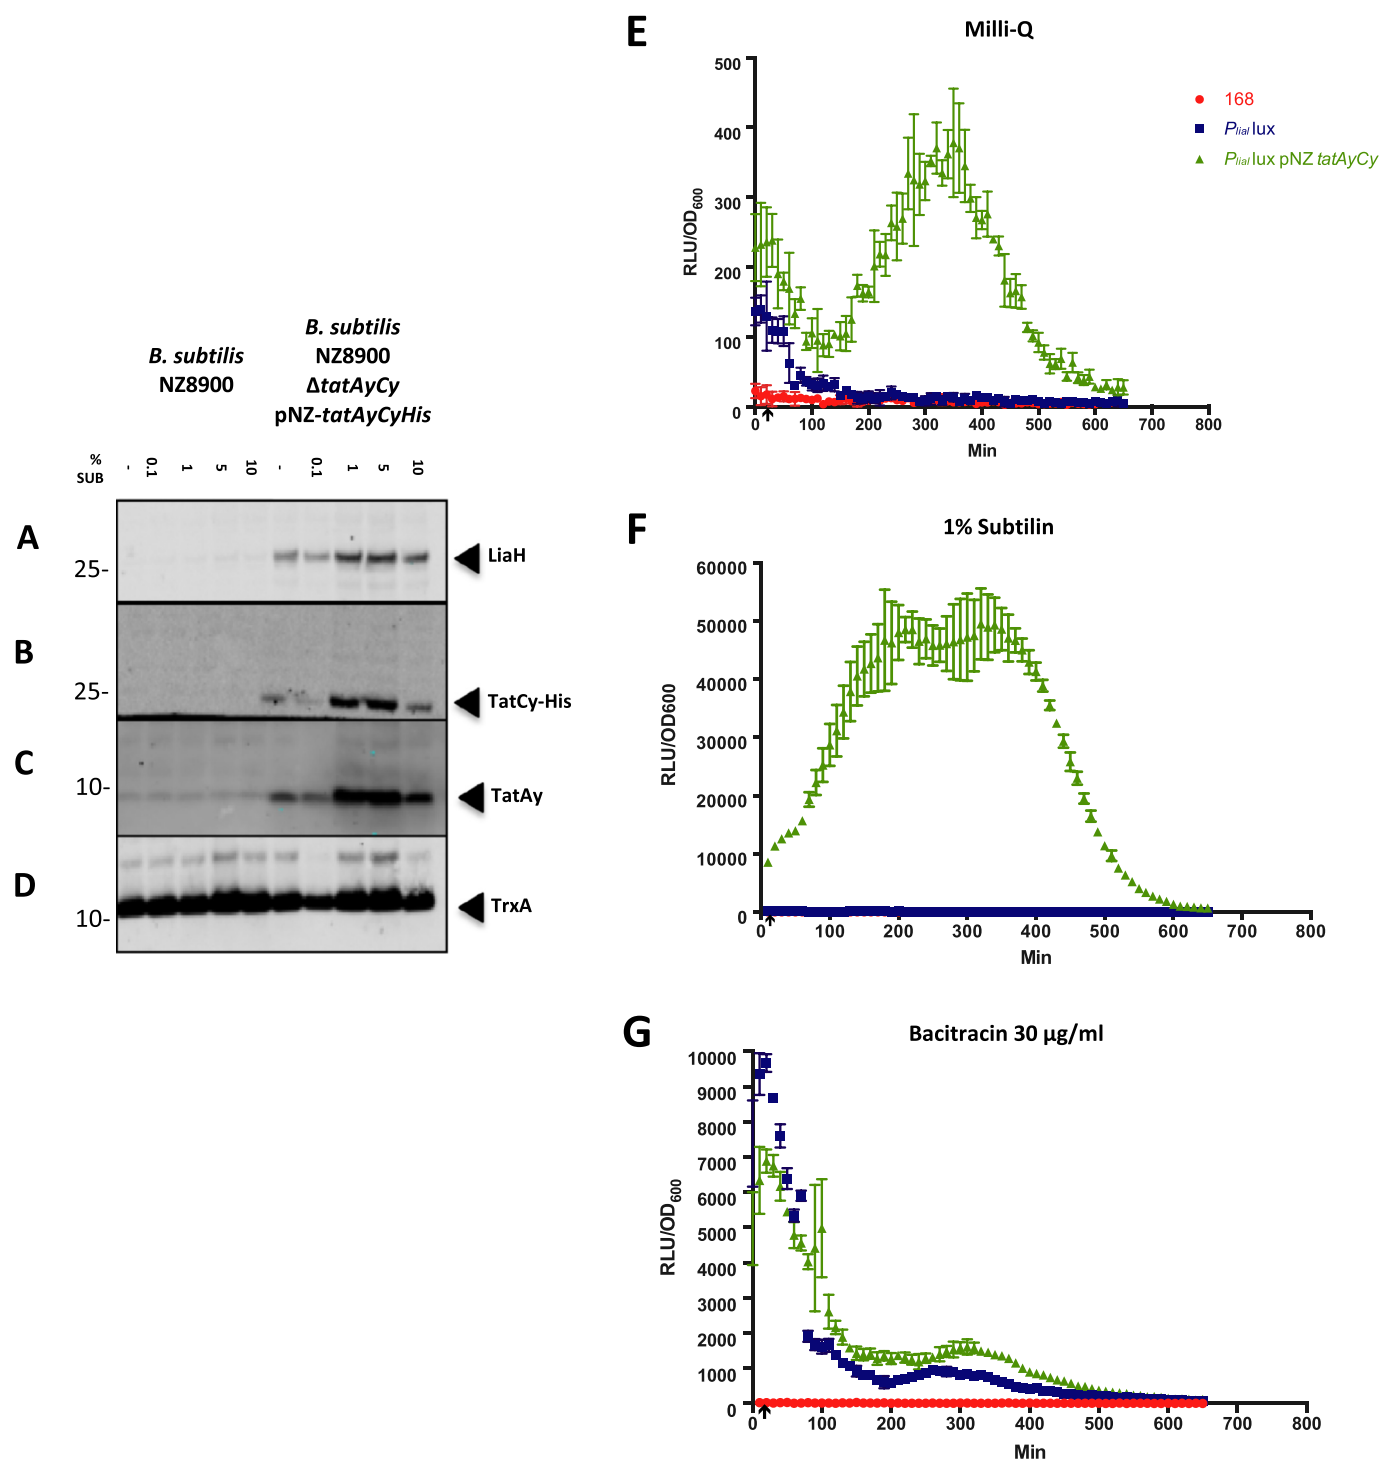 B. subtilis
NZ8900
B. subtilis
NZ8900
ΔtatAyCy
pNZ-tatAyCyHis
%
SUB
- 0.1 1 5 10 - 0.1 1 5 10
A
25-
LiaH
B
25-
TatCy-His
C
10-
TatAy
D
10-
TrxA
E
Milli-Q
500
400
300
200
100
0
RLU/OD600
0 100 200 300 400 500 600 700 800
Min
168
PliaI lux
PliaI lux pNZ tatAyCy
F
1% Subtilin
60000
50000
40000
30000
20000
10000
0
RLU/OD600
0 100 200 300 400 500 600 700 800
Min
G
Bacitracin 30 µg/ml
10000
9000
8000
7000
6000
5000
4000
3000
2000
1000
0
RLU/OD600
0 100 200 300 400 500 600 700 800
Min